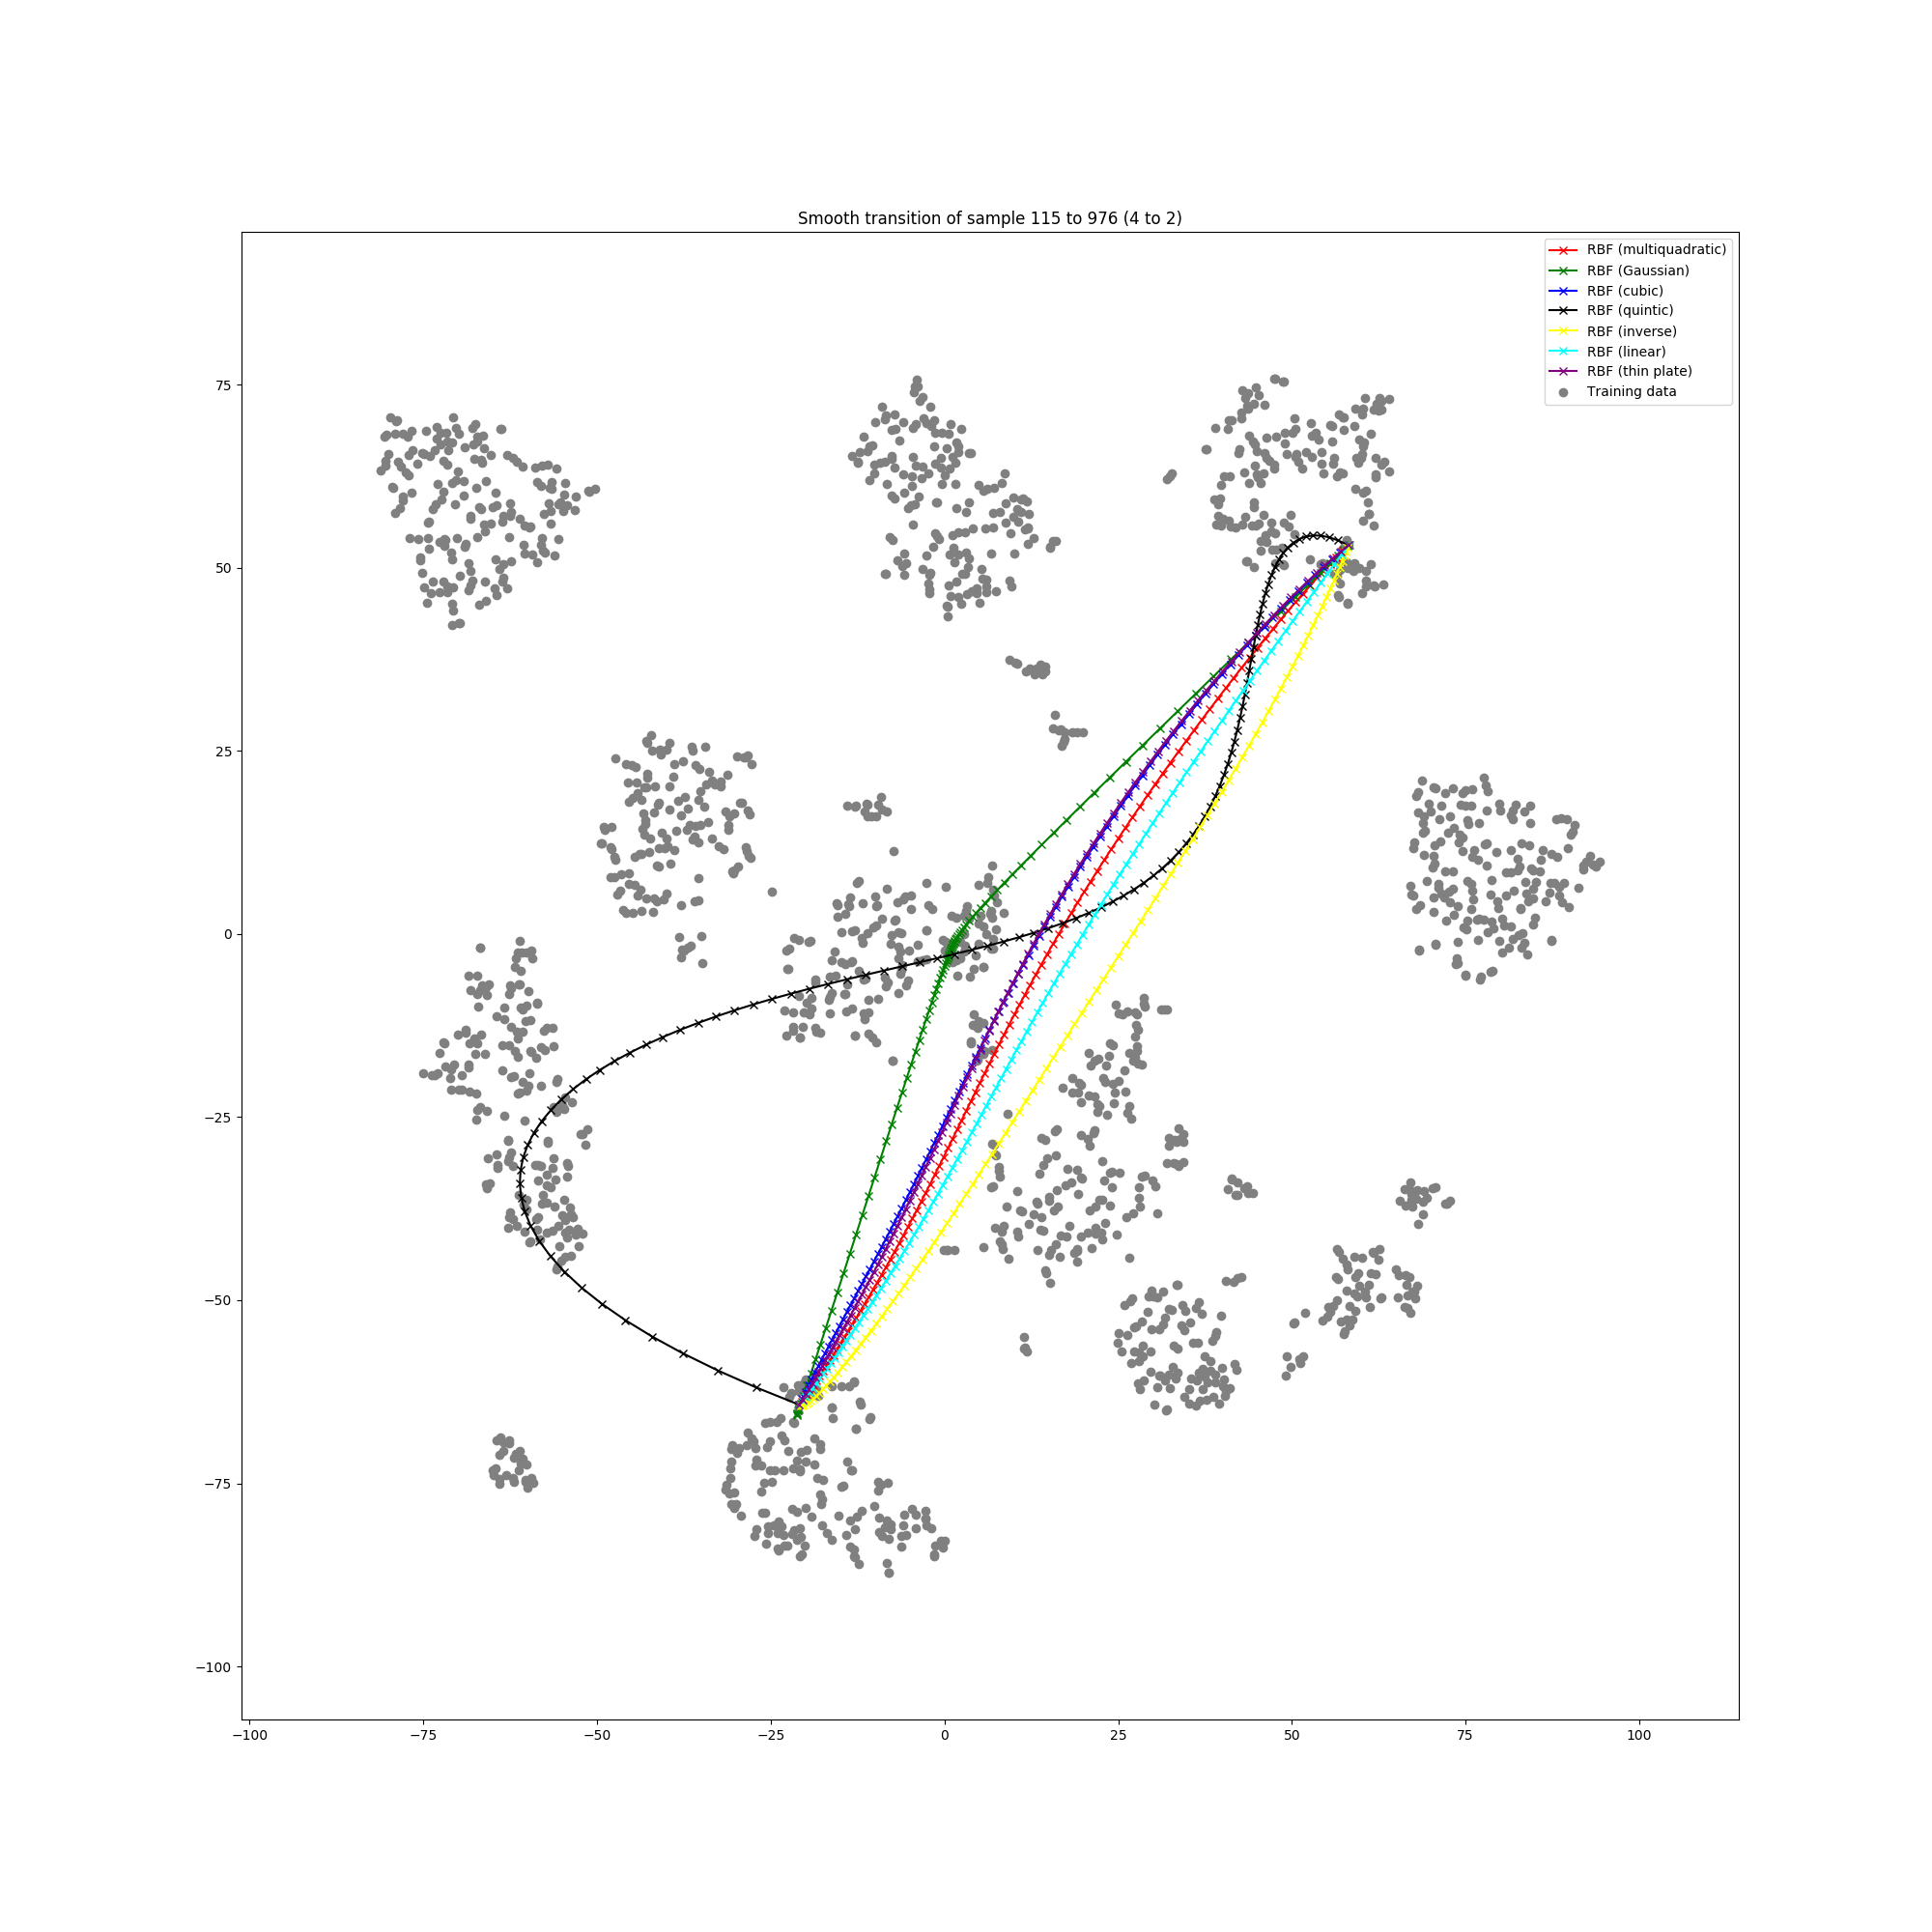 Smooth transition of sample 115 to 976 (4 to 2)
RBF (multiquadratic)
RBF (Gaussian)
RBF (cubic)
RBF (quintic)
RBF (inverse)
RBF (linear)
RBF (thin plate)
Training data
75
50
25
0
−25
−50
−75
−100
−100 −75 −50 −25 0 25 50 75 100